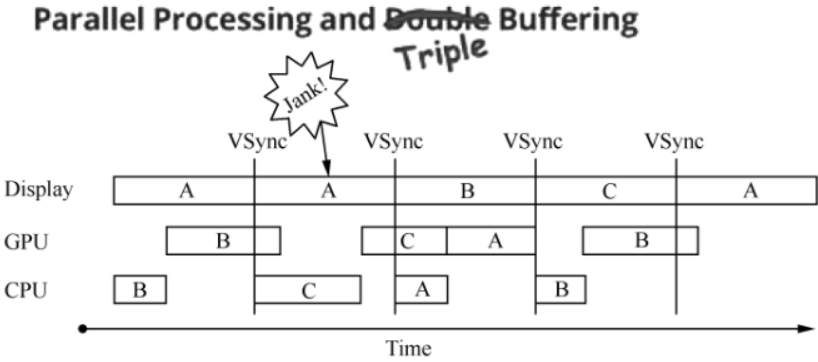 Parallel Processing and Double Buffering
Triple
Jank!
VSync VSync VSync VSync
Display A A B C A
GPU B C A B
CPU B C A B
Time